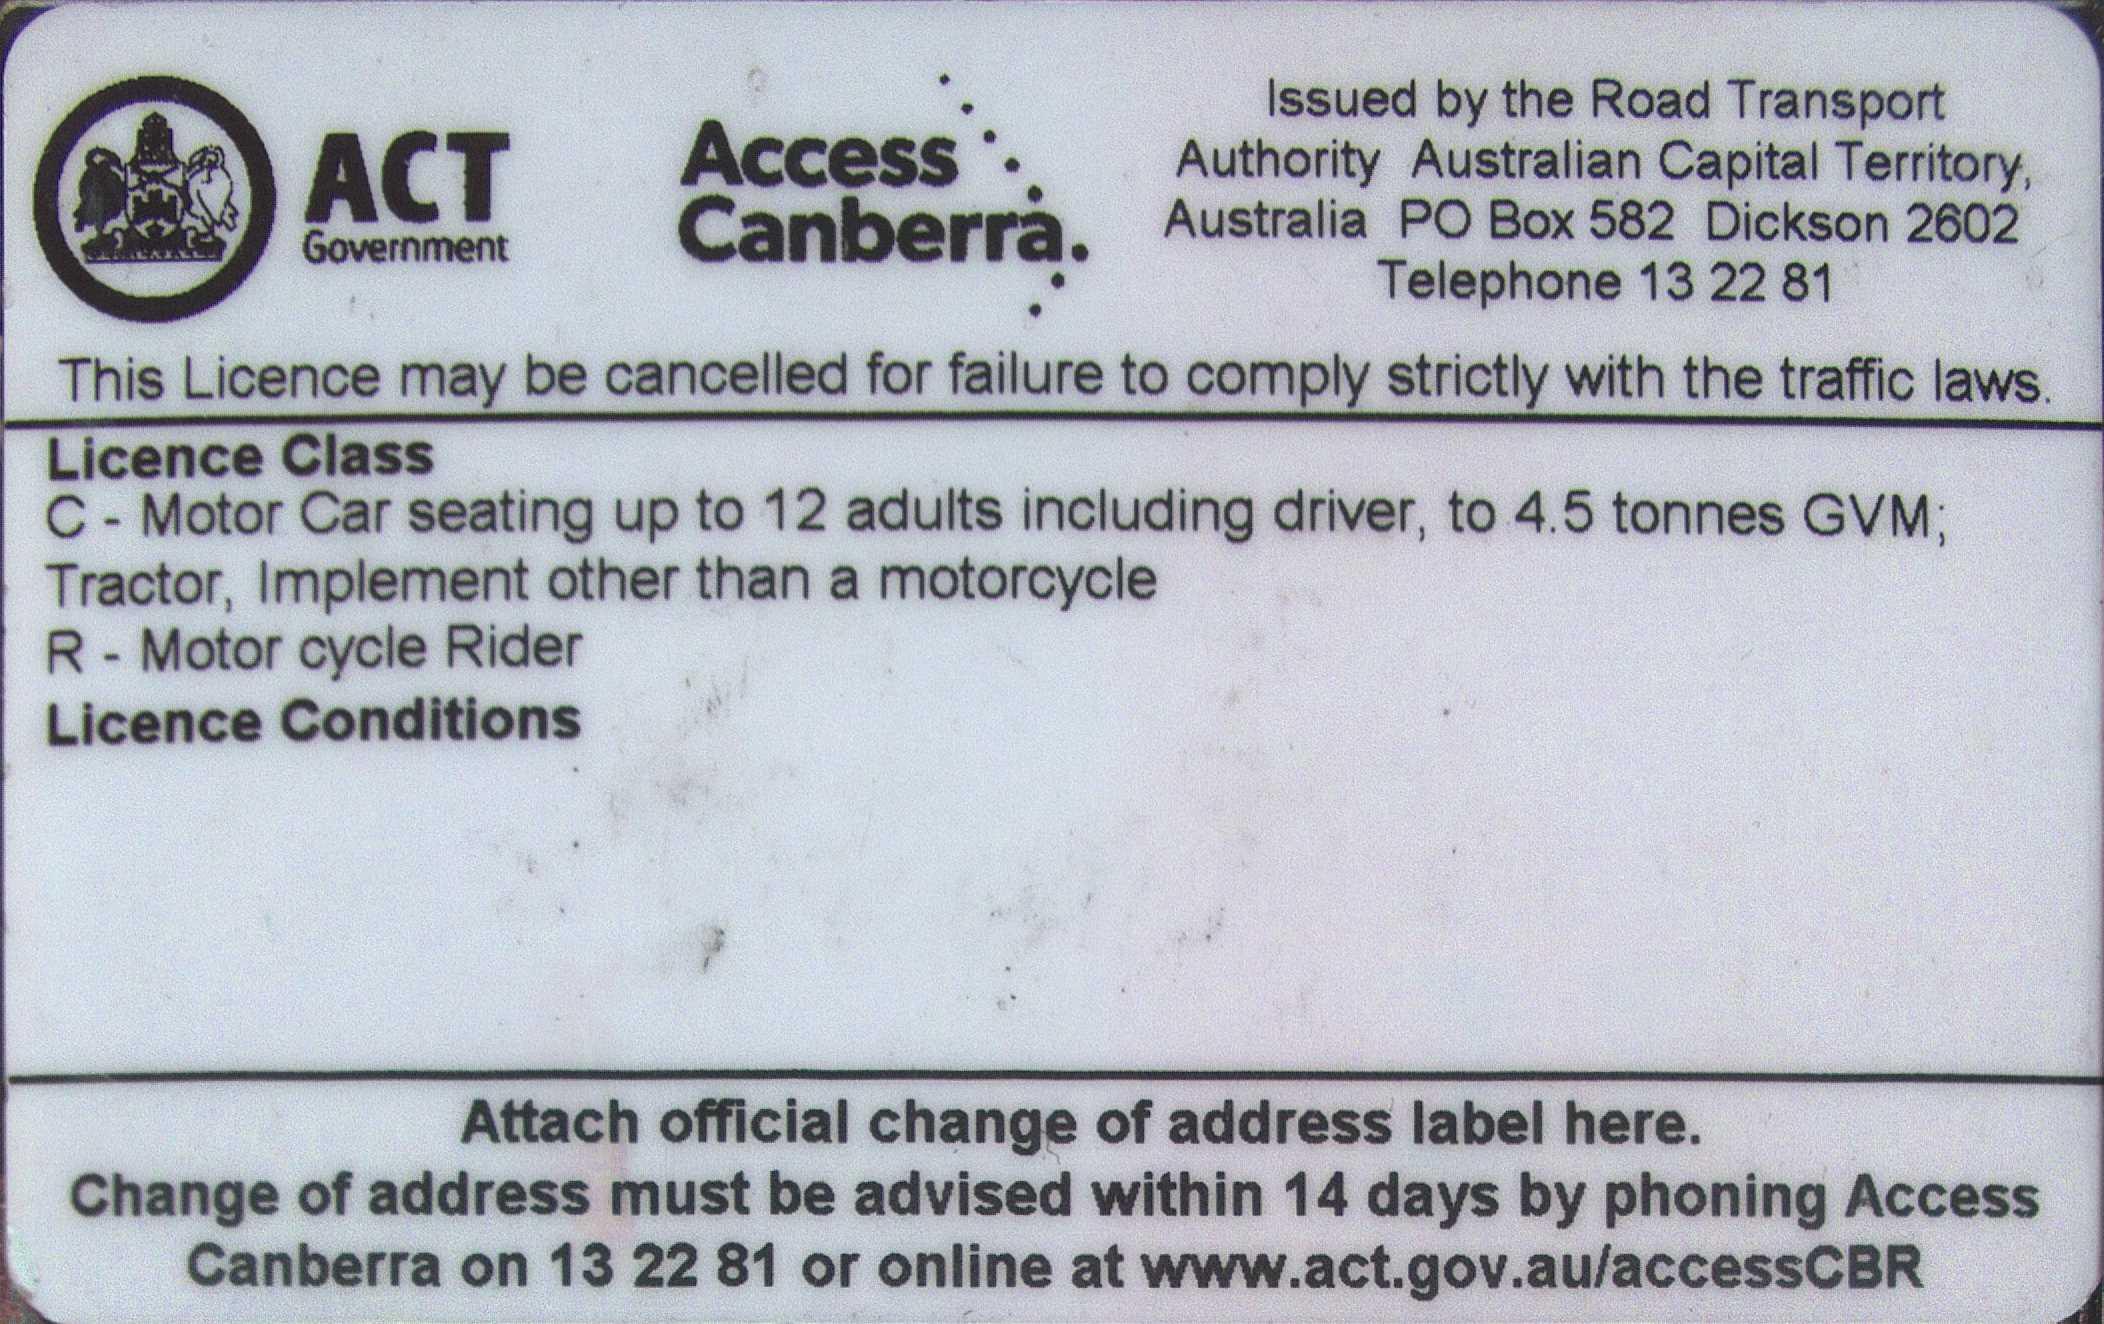 ACT
Government
Access
Canberra.
Issued by the Road Transport
Authority  Australian Capital Territory,
Australia  PO Box 582  Dickson 2602
Telephone 13 22 81
This Licence may be cancelled for failure to comply strictly with the traffic laws.
Licence Class
C - Motor Car seating up to 12 adults including driver, to 4.5 tonnes GVM;
Tractor, Implement other than a motorcycle
R - Motor cycle Rider
Licence Conditions
Attach official change of address label here.
Change of address must be advised within 14 days by phoning Access
Canberra on 13 22 81 or online at www.act.gov.au/accessCBR